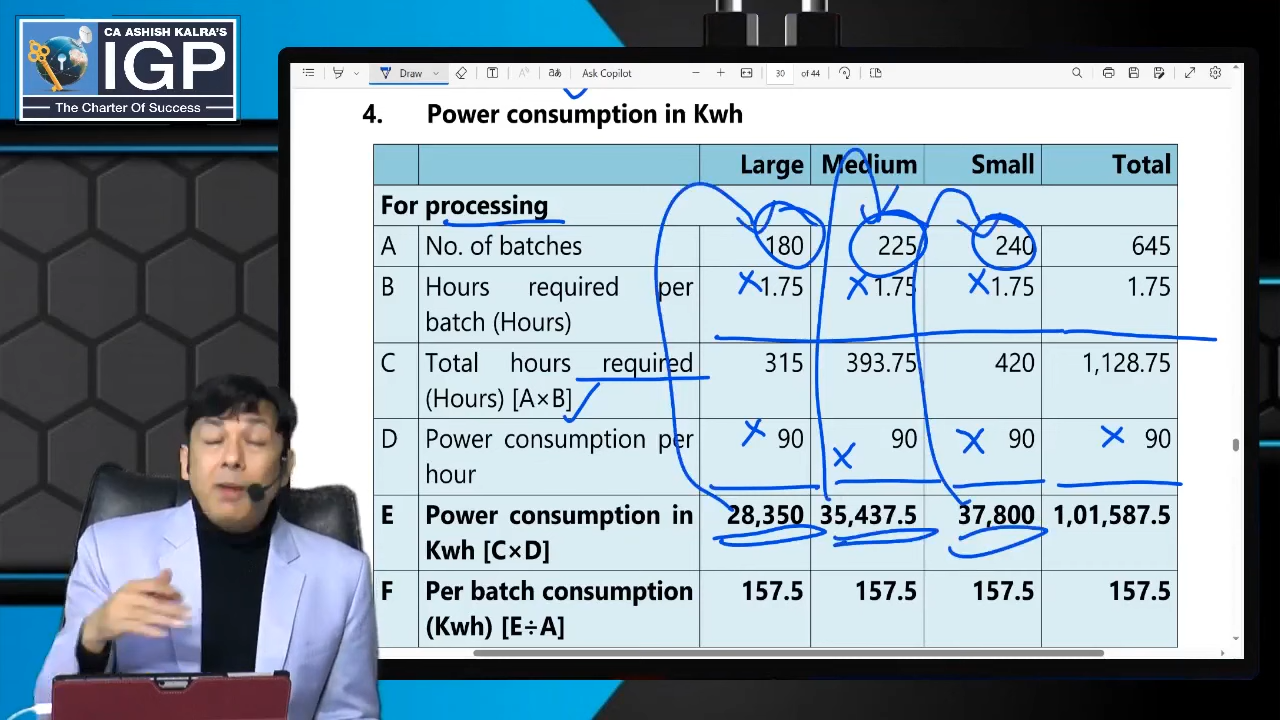 CA ASHISH KALRA'S
IGP
The Charter Of Success
Draw
Ask Copilot
30 of 44
4. Power consumption in Kwh
Large Medium Small Total
For processing
A No. of batches 180 225 240 645
B Hours required per 1.75 1.75 1.75 1.75
batch (Hours)
C Total hours required 315 393.75 420 1,128.75
(Hours) [A×B]
D Power consumption per 90 90 90 90
hour
E Power consumption in 28,350 35,437.5 37,800 1,01,587.5
Kwh [C×D]
F Per batch consumption 157.5 157.5 157.5 157.5
(Kwh) [E÷A]